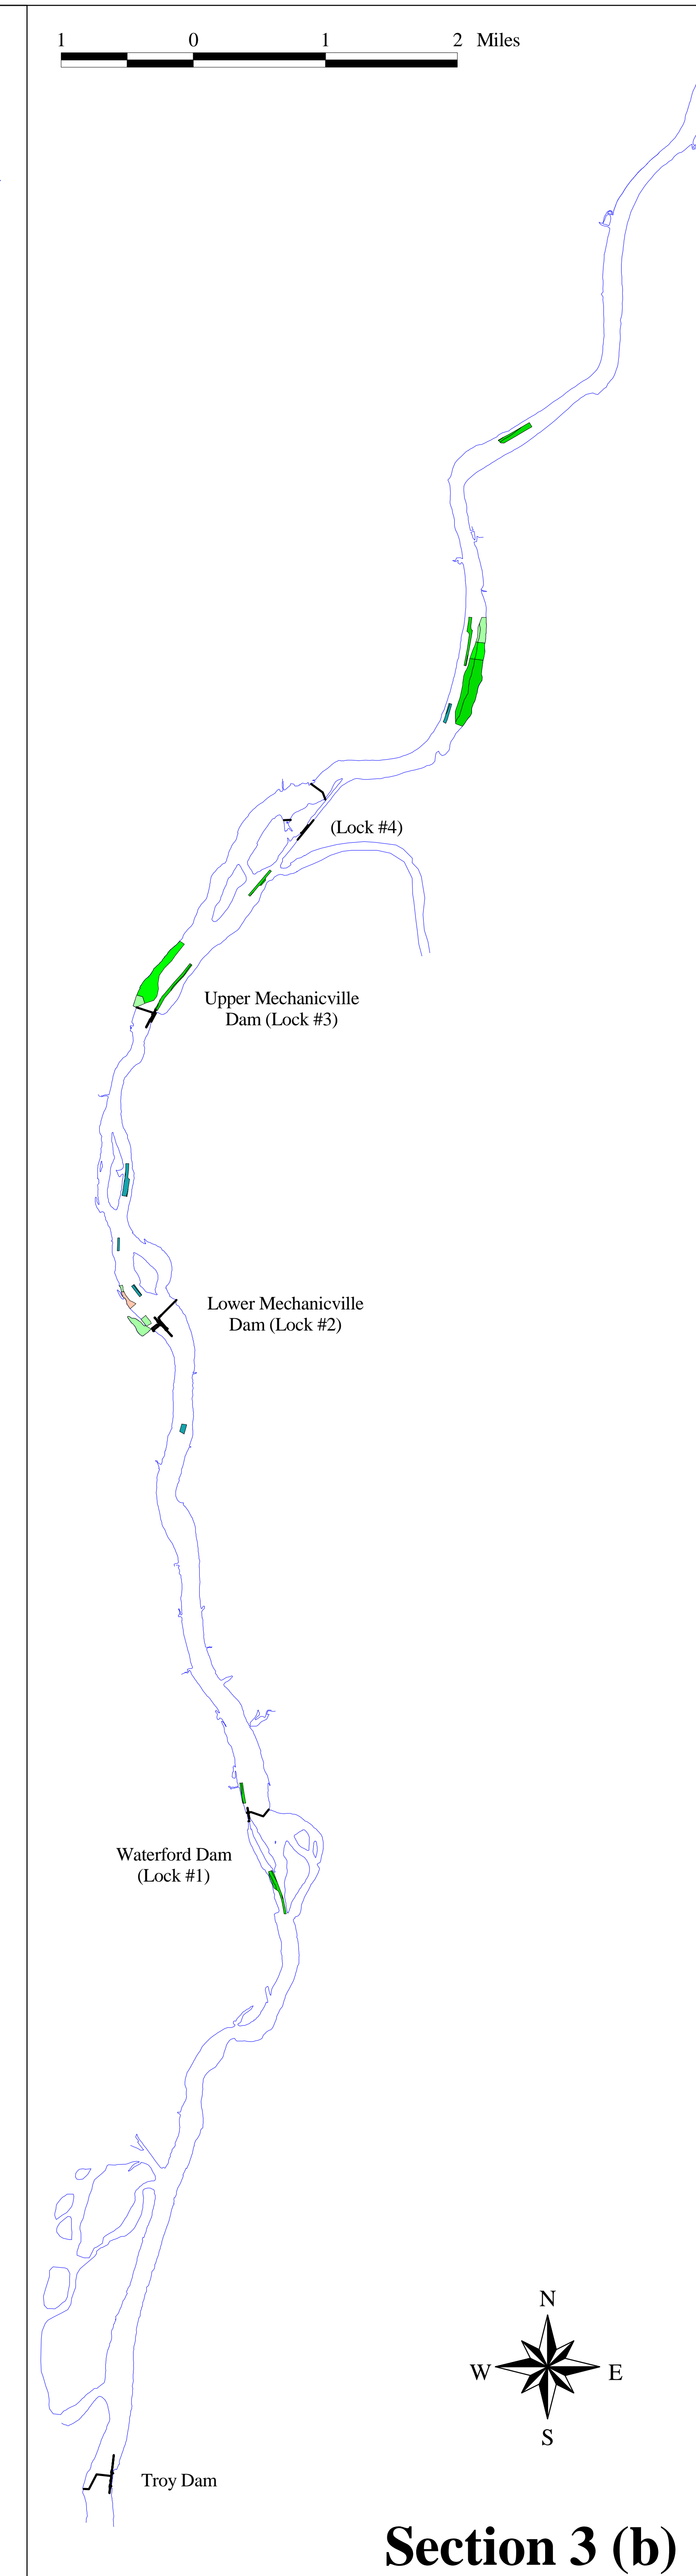 1 0 1 2 Miles
(Lock #4)
Upper Mechanicville
Dam (Lock #3)
Lower Mechanicville
Dam (Lock #2)
Waterford Dam
(Lock #1)
N
W E
S
Troy Dam
Section 3 (b)